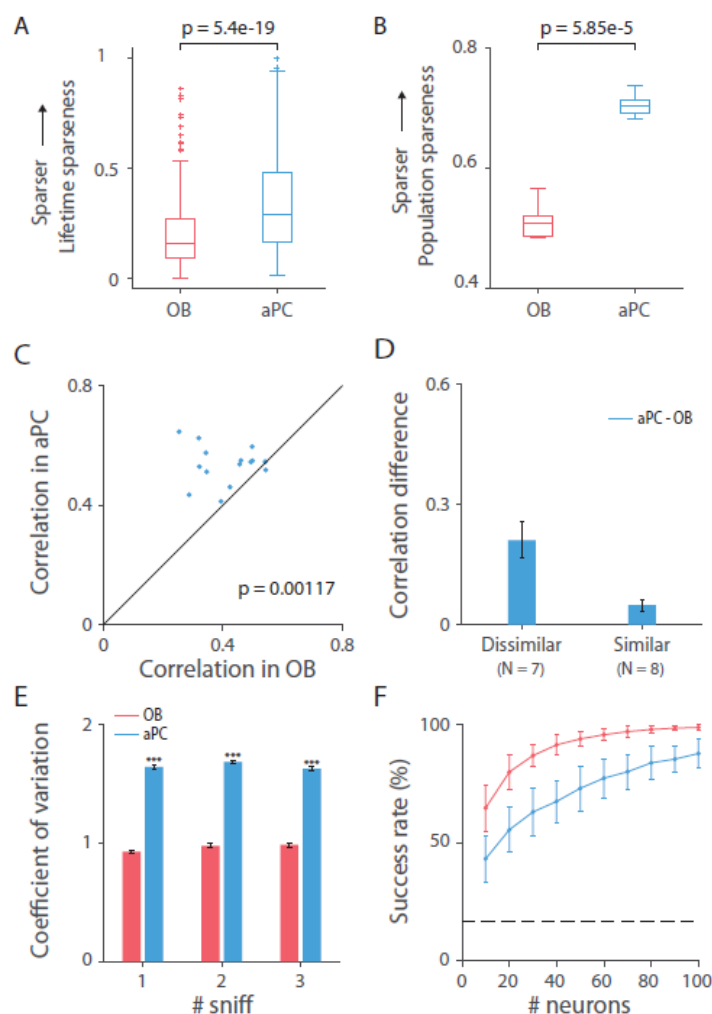 A
p = 5.4e-19
Sparser
Lifetime sparseness
1
0.5
0
OB
aPC
B
p = 5.85e-5
Sparser
Population sparseness
0.8
0.6
0.4
OB
aPC
C
Correlation in aPC
0.8
0.4
0
p = 0.00117
0
0.4
0.8
Correlation in OB
D
Correlation difference
0.6
0.3
0
aPC - OB
Dissimilar
(N = 7)
Similar
(N = 8)
E
OB
aPC
Coefficient of variation
2
1
0
***
***
***
1
2
3
# sniff
F
Success rate (%)
100
50
0
0
20
40
60
80
100
# neurons